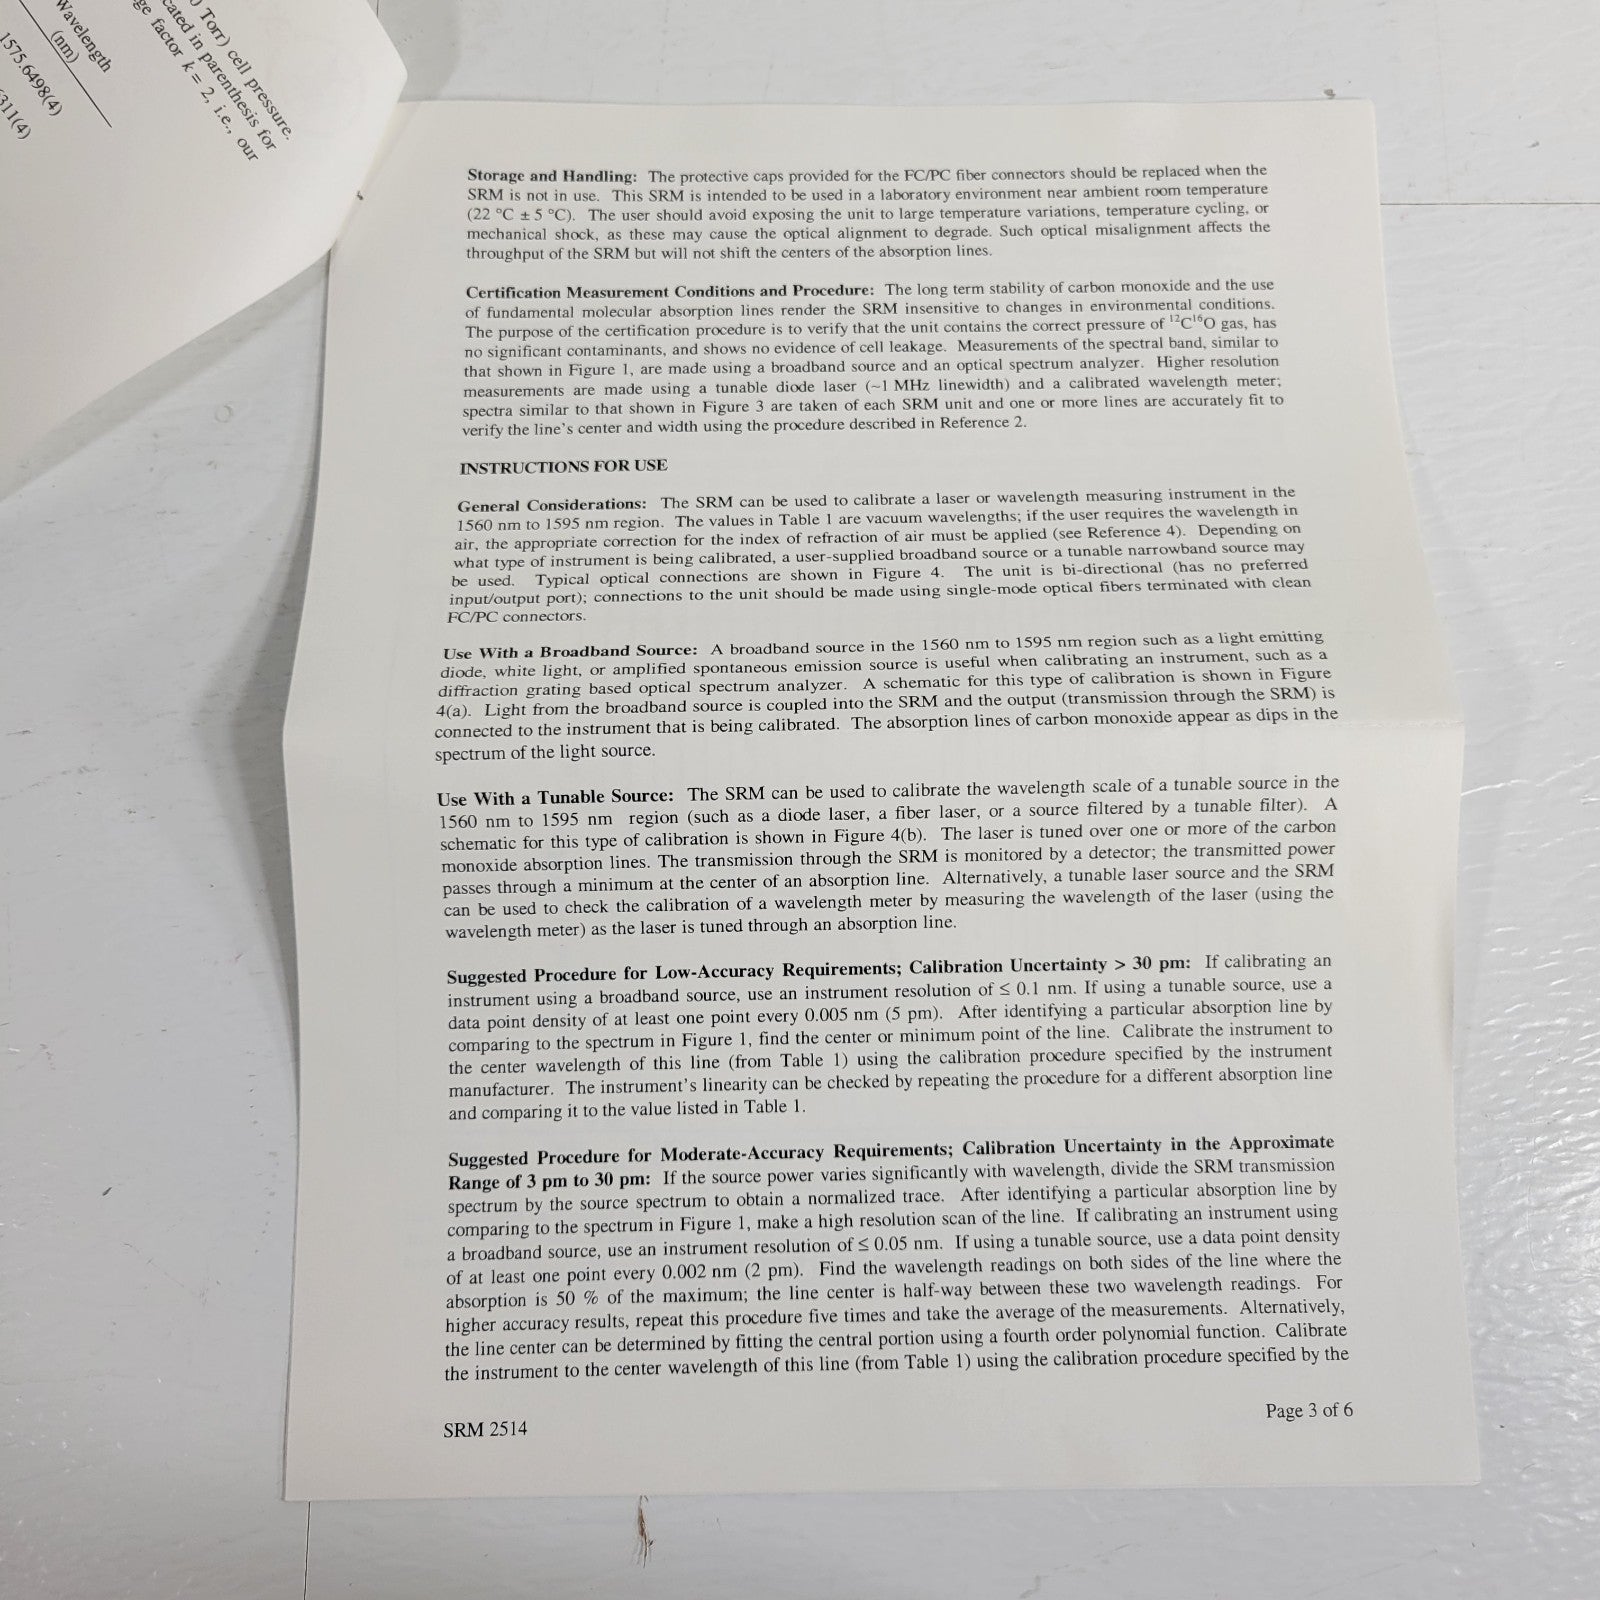 ) Torr) cell pressure.
cated in parenthesis for
ge factor k = 2, i.e., our
Wavelength
(nm)
1575.6498(4)
311(4)
Storage and Handling: The protective caps provided for the FC/PC fiber connectors should be replaced when the
SRM is not in use. This SRM is intended to be used in a laboratory environment near ambient room temperature
(22 °C ± 5 °C). The user should avoid exposing the unit to large temperature variations, temperature cycling, or
mechanical shock, as these may cause the optical alignment to degrade. Such optical misalignment affects the
throughput of the SRM but will not shift the centers of the absorption lines.
Certification Measurement Conditions and Procedure: The long term stability of carbon monoxide and the use
of fundamental molecular absorption lines render the SRM insensitive to changes in environmental conditions.
The purpose of the certification procedure is to verify that the unit contains the correct pressure of ¹²C¹⁶O gas, has
no significant contaminants, and shows no evidence of cell leakage. Measurements of the spectral band, similar to
that shown in Figure 1, are made using a broadband source and an optical spectrum analyzer. Higher resolution
measurements are made using a tunable diode laser (~1 MHz linewidth) and a calibrated wavelength meter;
spectra similar to that shown in Figure 3 are taken of each SRM unit and one or more lines are accurately fit to
verify the line's center and width using the procedure described in Reference 2.
INSTRUCTIONS FOR USE
General Considerations: The SRM can be used to calibrate a laser or wavelength measuring instrument in the
1560 nm to 1595 nm region. The values in Table 1 are vacuum wavelengths; if the user requires the wavelength in
air, the appropriate correction for the index of refraction of air must be applied (see Reference 4). Depending on
what type of instrument is being calibrated, a user-supplied broadband source or a tunable narrowband source may
be used. Typical optical connections are shown in Figure 4. The unit is bi-directional (has no preferred
input/output port); connections to the unit should be made using single-mode optical fibers terminated with clean
FC/PC connectors.
Use With a Broadband Source: A broadband source in the 1560 nm to 1595 nm region such as a light emitting
diode, white light, or amplified spontaneous emission source is useful when calibrating an instrument, such as a
diffraction grating based optical spectrum analyzer. A schematic for this type of calibration is shown in Figure
4(a). Light from the broadband source is coupled into the SRM and the output (transmission through the SRM) is
connected to the instrument that is being calibrated. The absorption lines of carbon monoxide appear as dips in the
spectrum of the light source.
Use With a Tunable Source: The SRM can be used to calibrate the wavelength scale of a tunable source in the
1560 nm to 1595 nm region (such as a diode laser, a fiber laser, or a source filtered by a tunable filter). A
schematic for this type of calibration is shown in Figure 4(b). The laser is tuned over one or more of the carbon
monoxide absorption lines. The transmission through the SRM is monitored by a detector; the transmitted power
passes through a minimum at the center of an absorption line. Alternatively, a tunable laser source and the SRM
can be used to check the calibration of a wavelength meter by measuring the wavelength of the laser (using the
wavelength meter) as the laser is tuned through an absorption line.
Suggested Procedure for Low-Accuracy Requirements; Calibration Uncertainty > 30 pm: If calibrating an
instrument using a broadband source, use an instrument resolution of ≤ 0.1 nm. If using a tunable source, use a
data point density of at least one point every 0.005 nm (5 pm). After identifying a particular absorption line by
comparing to the spectrum in Figure 1, find the center or minimum point of the line. Calibrate the instrument to
the center wavelength of this line (from Table 1) using the calibration procedure specified by the instrument
manufacturer. The instrument's linearity can be checked by repeating the procedure for a different absorption line
and comparing it to the value listed in Table 1.
Suggested Procedure for Moderate-Accuracy Requirements; Calibration Uncertainty in the Approximate
Range of 3 pm to 30 pm: If the source power varies significantly with wavelength, divide the SRM transmission
spectrum by the source spectrum to obtain a normalized trace. After identifying a particular absorption line by
comparing to the spectrum in Figure 1, make a high resolution scan of the line. If calibrating an instrument using
a broadband source, use an instrument resolution of ≤ 0.05 nm. If using a tunable source, use a data point density
of at least one point every 0.002 nm (2 pm). Find the wavelength readings on both sides of the line where the
absorption is 50 % of the maximum; the line center is half-way between these two wavelength readings. For
higher accuracy results, repeat this procedure five times and take the average of the measurements. Alternatively,
the line center can be determined by fitting the central portion using a fourth order polynomial function. Calibrate
the instrument to the center wavelength of this line (from Table 1) using the calibration procedure specified by the
SRM 2514
Page 3 of 6